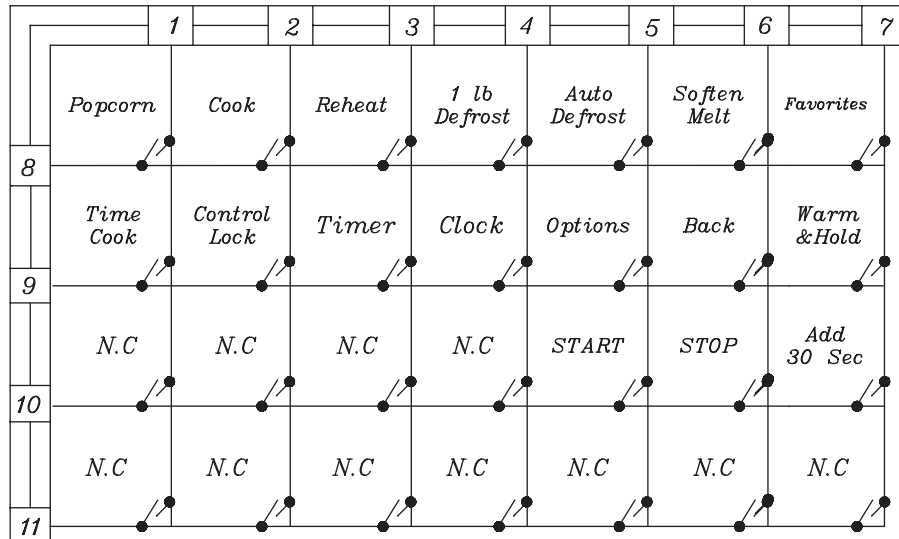 1 2 3 4 5 6 7
Popcorn Cook Reheat 1 lb Defrost Auto Defrost Soften Melt Favorites
8
Time Cook Control Lock Timer Clock Options Back Warm &Hold
9
N.C N.C N.C N.C START STOP Add 30 Sec
10
N.C N.C N.C N.C N.C N.C N.C
11